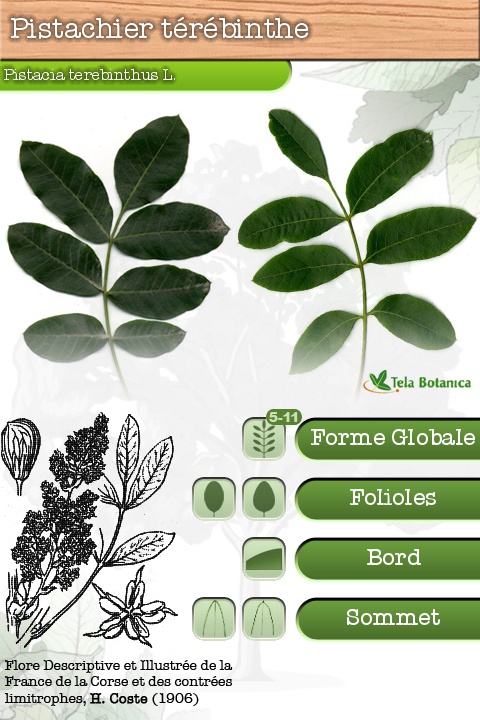 Pistachier térébinthe
Pistacia terebinthus L.
Tela Botanica
5-11
Forme Globale
Folioles
Bord
Sommet
Flore Descriptive et Illustrée de la
France de la Corse et des contrées
limitrophes, H. Coste (1906)